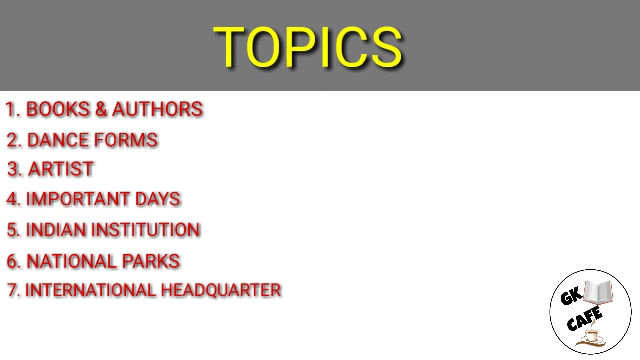 TOPICS
1. BOOKS & AUTHORS
2. DANCE FORMS
3. ARTIST
4. IMPORTANT DAYS
5. INDIAN INSTITUTION
6. NATIONAL PARKS
7. INTERNATIONAL HEADQUARTER
GK
CAFE